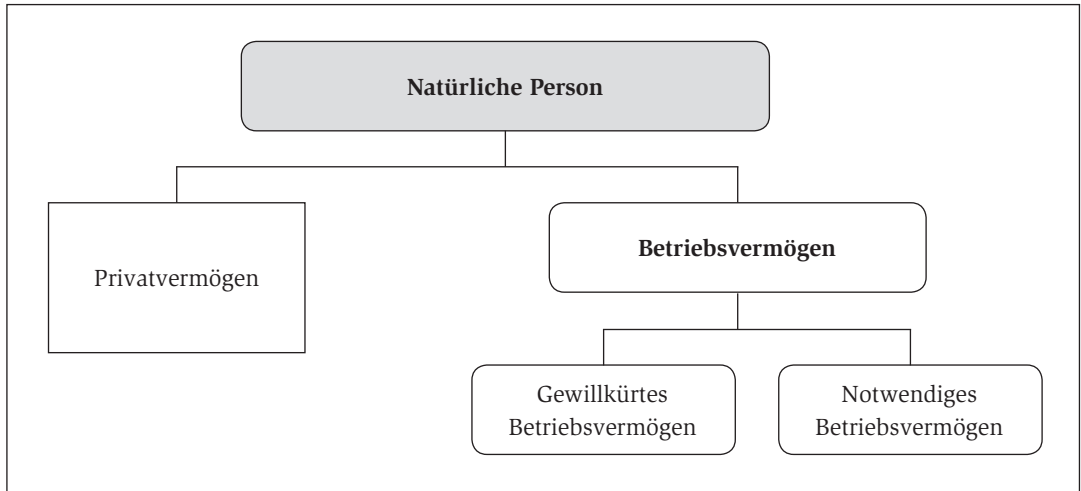 Natürliche Person
Privatvermögen
Betriebsvermögen
Gewillkürtes
Betriebsvermögen
Notwendiges
Betriebsvermögen